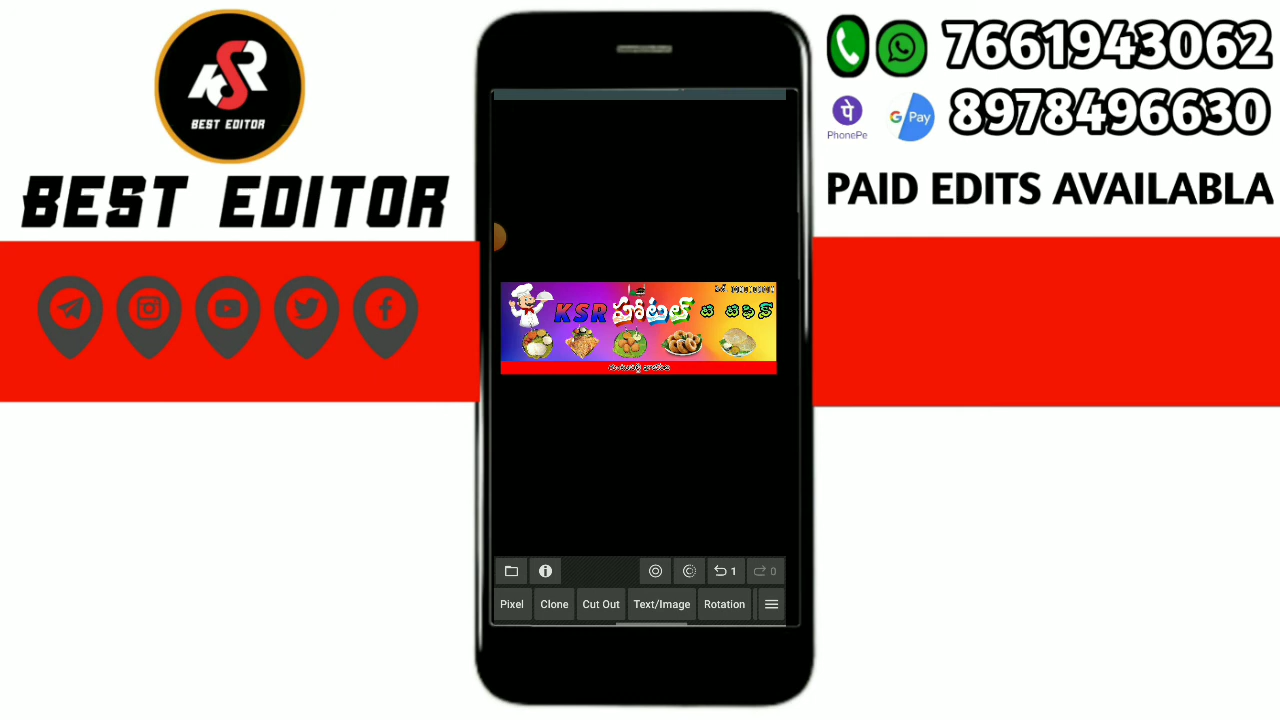 KSR
BEST EDITOR
BEST EDITOR
7661943062
PhonePe
G Pay
8978496630
PAID EDITS AVAILABLA
KSR హోటల్
Pixel
Clone
Cut Out
Text/Image
Rotation
1
0